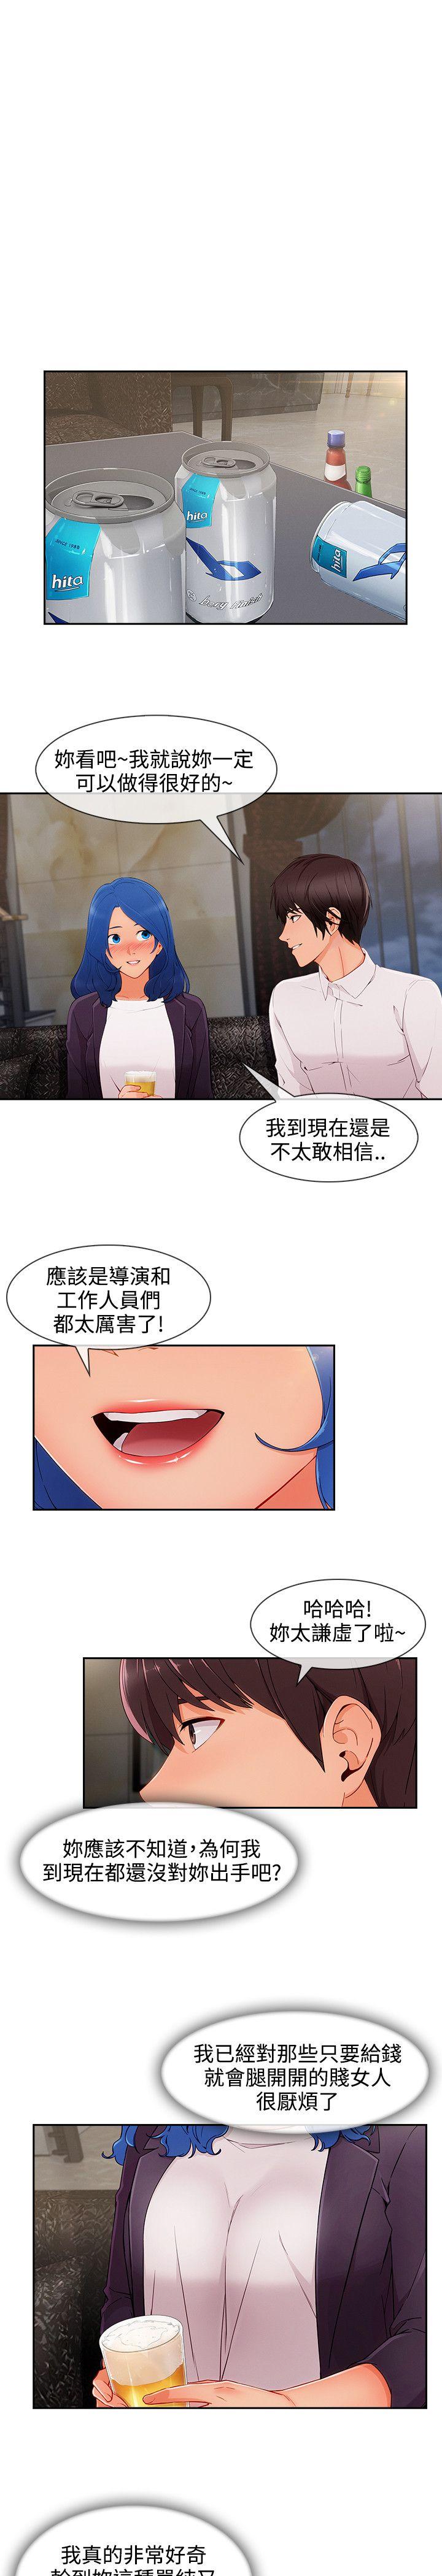 SINCE 1988
hita
hita
hita
妳看吧~我就說妳一定
可以做得很好的~
我到現在還是
不太敢相信..
應該是導演和
工作人員們
都太厲害了!
哈哈哈!
妳太謙虛了啦~
妳應該不知道,為何我
到現在都還沒對妳出手吧?
我已經對那些只要給錢
就會腿開開的賤女人
很厭煩了
我真的非常好奇